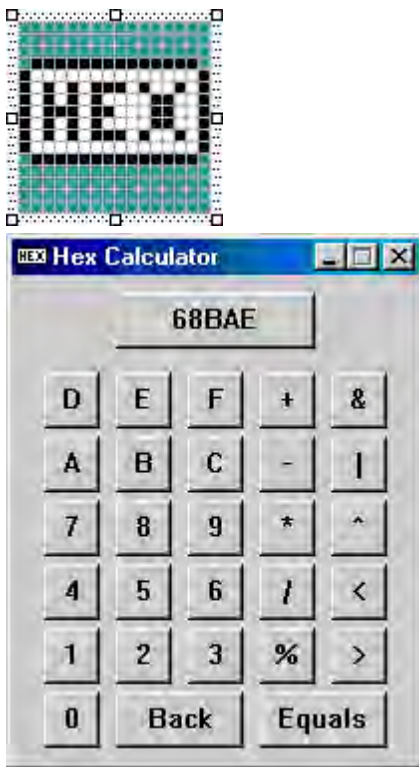 HEX
HEX Hex Calculator
68BAE
D E F + &
A B C - |
7 8 9 * ^
4 5 6 / <
1 2 3 % >
0 Back Equals